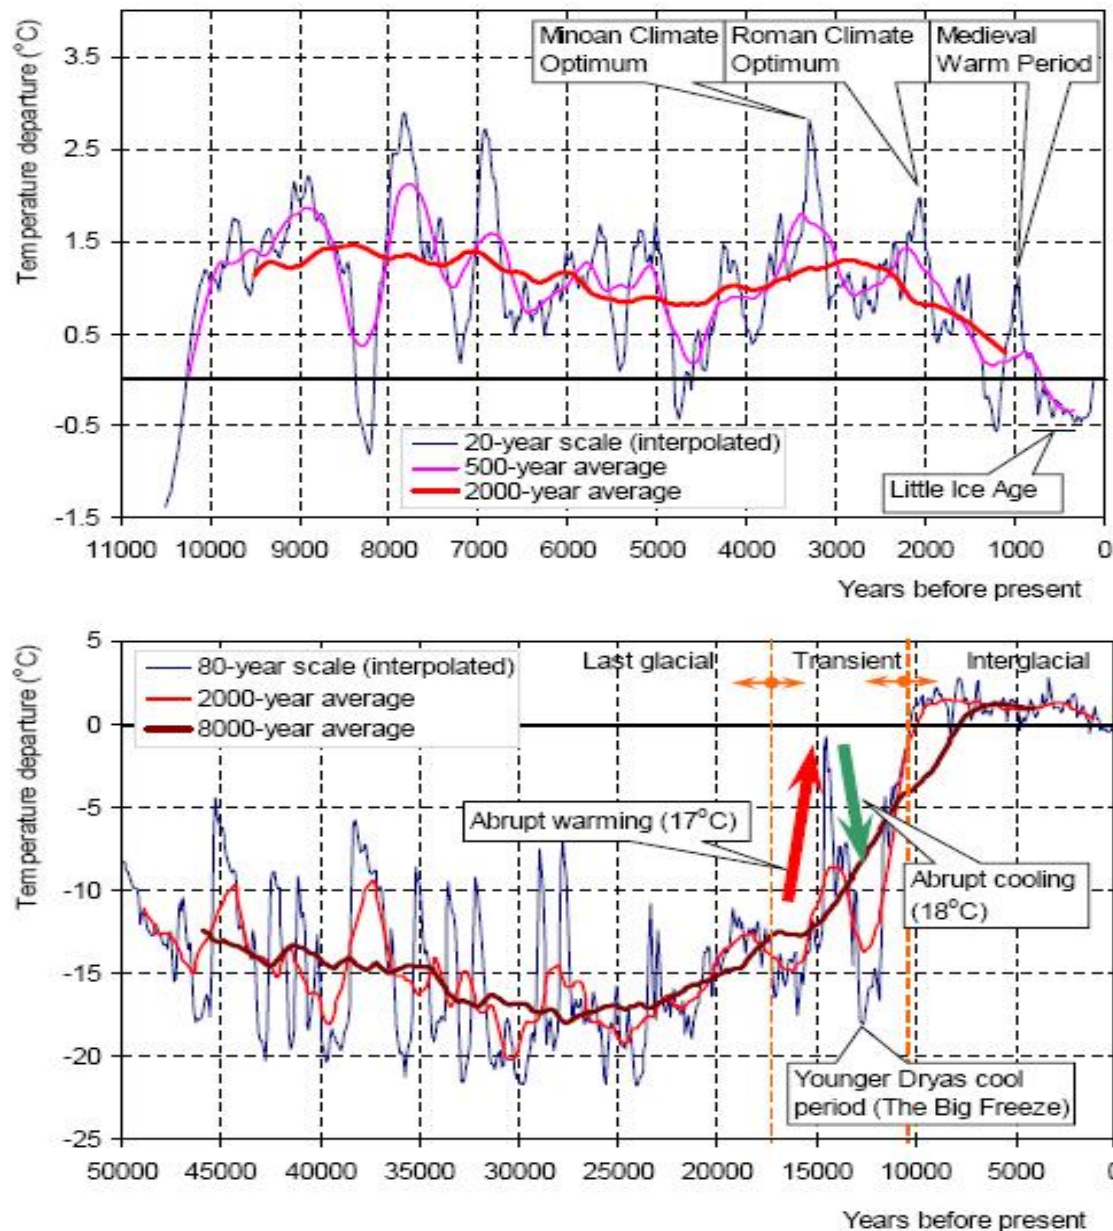 Temperature departure (°C)
3.5
2.5
1.5
0.5
-0.5
-1.5
Minoan Climate
Optimum
Roman Climate
Optimum
Medieval
Warm Period
20-year scale (interpolated)
500-year average
2000-year average
Little Ice Age
11000 10000 9000 8000 7000 6000 5000 4000 3000 2000 1000 0
Years before present
Temperature departure (°C)
5
0
-5
-10
-15
-20
-25
80-year scale (interpolated)
2000-year average
8000-year average
Last glacial
Transient
Interglacial
Abrupt warming (17°C)
Abrupt cooling
(18°C)
Younger Dryas cool
period (The Big Freeze)
50000 45000 40000 35000 30000 25000 20000 15000 10000 5000 0
Years before present